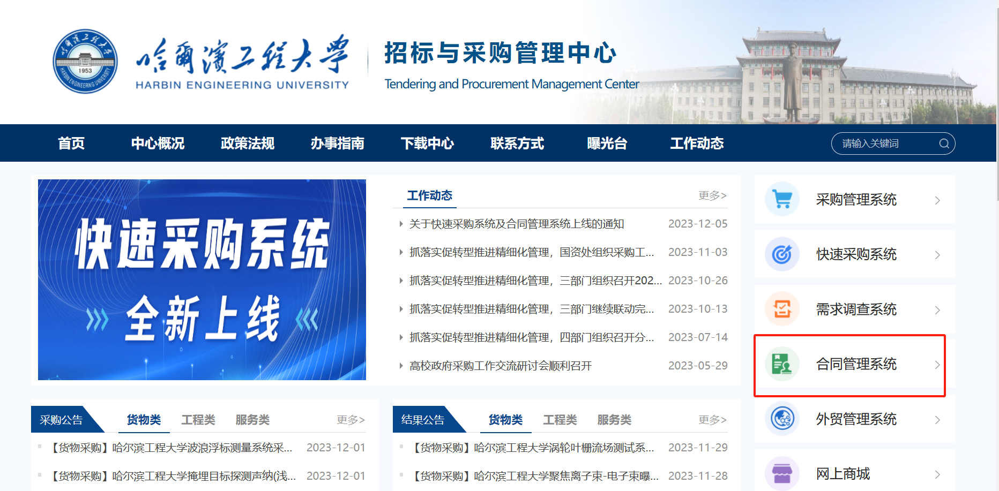 哈尔滨工程大学
1953
HARBIN ENGINEERING UNIVERSITY
哈爾濱工程大學
HARBIN ENGINEERING UNIVERSITY
招标与采购管理中心
Tendering and Procurement Management Center
首页 中心概况 政策法规 办事指南 下载中心 联系方式 曝光台 工作动态 请输入关键词
快速采购系统
全新上线
工作动态 更多>
关于快速采购系统及合同管理系统上线的通知 2023-12-05
抓落实促转型推进精细化管理，国资处组织采购工... 2023-11-03
抓落实促转型推进精细化管理，三部门组织召开202... 2023-10-26
抓落实促转型推进精细化管理，三部门继续联动完... 2023-10-13
抓落实促转型推进精细化管理，四部门组织召开分... 2023-07-14
高校政府采购工作交流研讨会顺利召开 2023-05-29
采购管理系统
快速采购系统
需求调查系统
合同管理系统
外贸管理系统
网上商城
采购公告 货物类 工程类 服务类 更多>
【货物采购】哈尔滨工程大学波浪浮标测量系统采... 2023-12-01
【货物采购】哈尔滨工程大学掩埋目标探测声纳(浅... 2023-12-01
结果公告 货物类 工程类 服务类 更多>
【货物采购】哈尔滨工程大学涡轮叶栅流场测试系... 2023-11-29
【货物采购】哈尔滨工程大学聚焦离子束-电子束曝... 2023-11-28